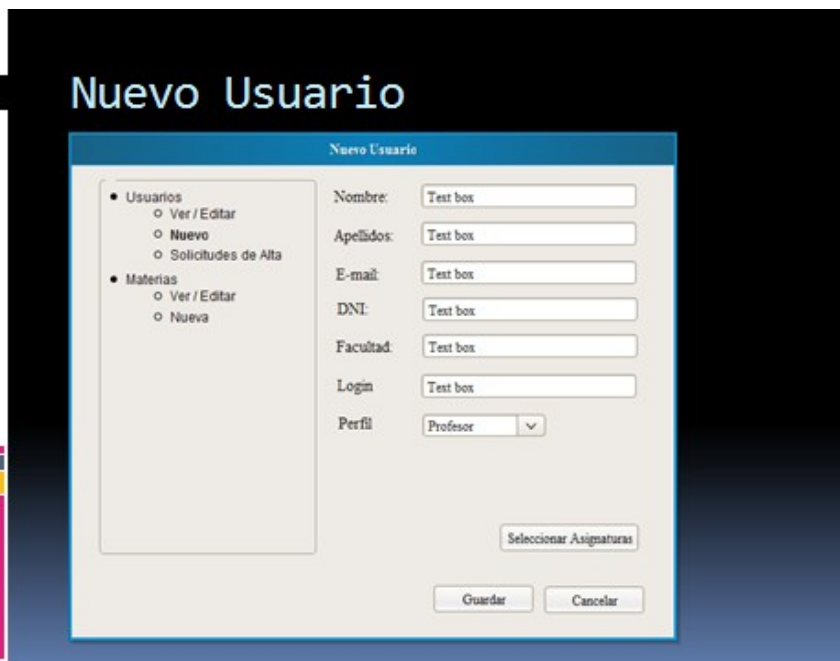 Nuevo Usuario
Nuevo Usuario
Usuarios
Ver / Editar
Nuevo
Solicitudes de Alta
Materias
Ver / Editar
Nueva
Nombre: Text box
Apellidos: Text box
E-mail: Text box
DNI: Text box
Facultad: Text box
Login Text box
Perfil Profesor
Seleccionar Asignaturas
Guardar Cancelar